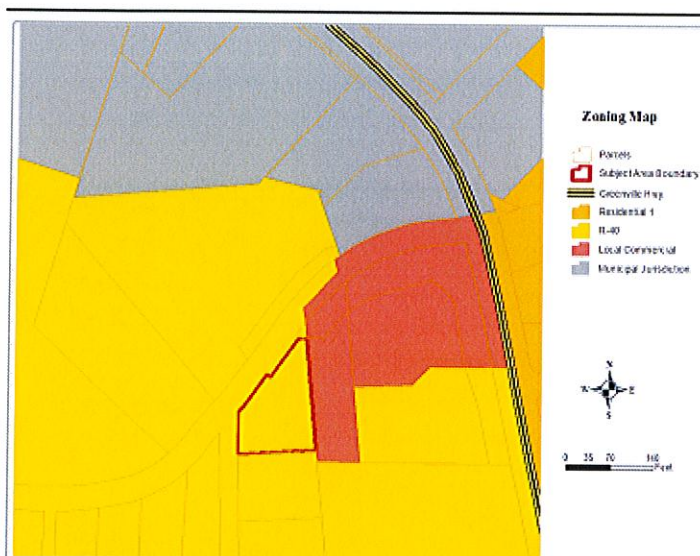 Zoning Map
Parcels
Subject Area Boundary
Greenville Hwy
Residential 1
R-40
Local Commercial
Municipal Jurisdiction
N
W E
S
0 35 70 140
Feet